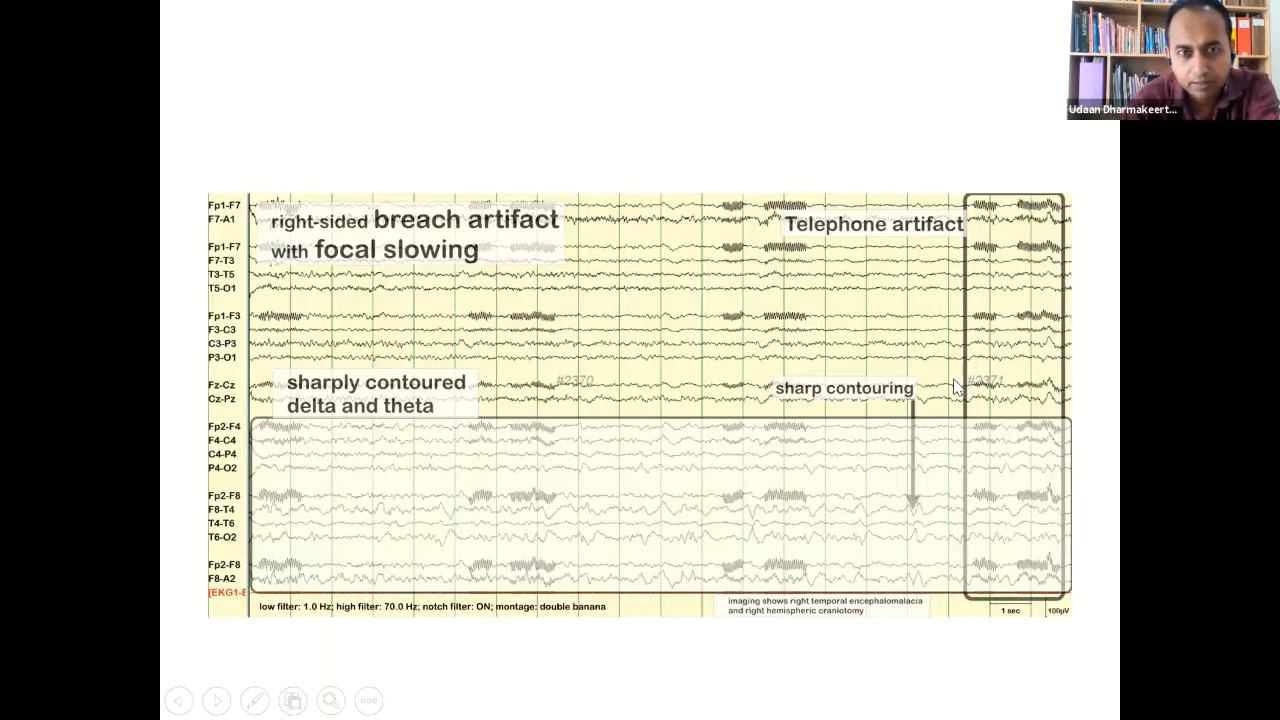 Udaan Dharmakeert...
Fp1-F7
F7-A1
right-sided breach artifact
with focal slowing
Telephone artifact
Fp1-F7
F7-T3
T3-T5
T5-O1
Fp1-F3
F3-C3
C3-P3
P3-O1
Fz-Cz
Cz-Pz
sharply contoured
delta and theta
#2370
sharp contouring
#2371
Fp2-F4
F4-C4
C4-P4
P4-O2
Fp2-F8
F8-T4
T4-T6
T6-O2
Fp2-F8
F8-A2
[EKG1-E
low filter: 1.0 Hz; high filter: 70.0 Hz; notch filter: ON; montage: double banana
imaging shows right temporal encephalomalacia
and right hemispheric craniotomy
1 sec
100µV